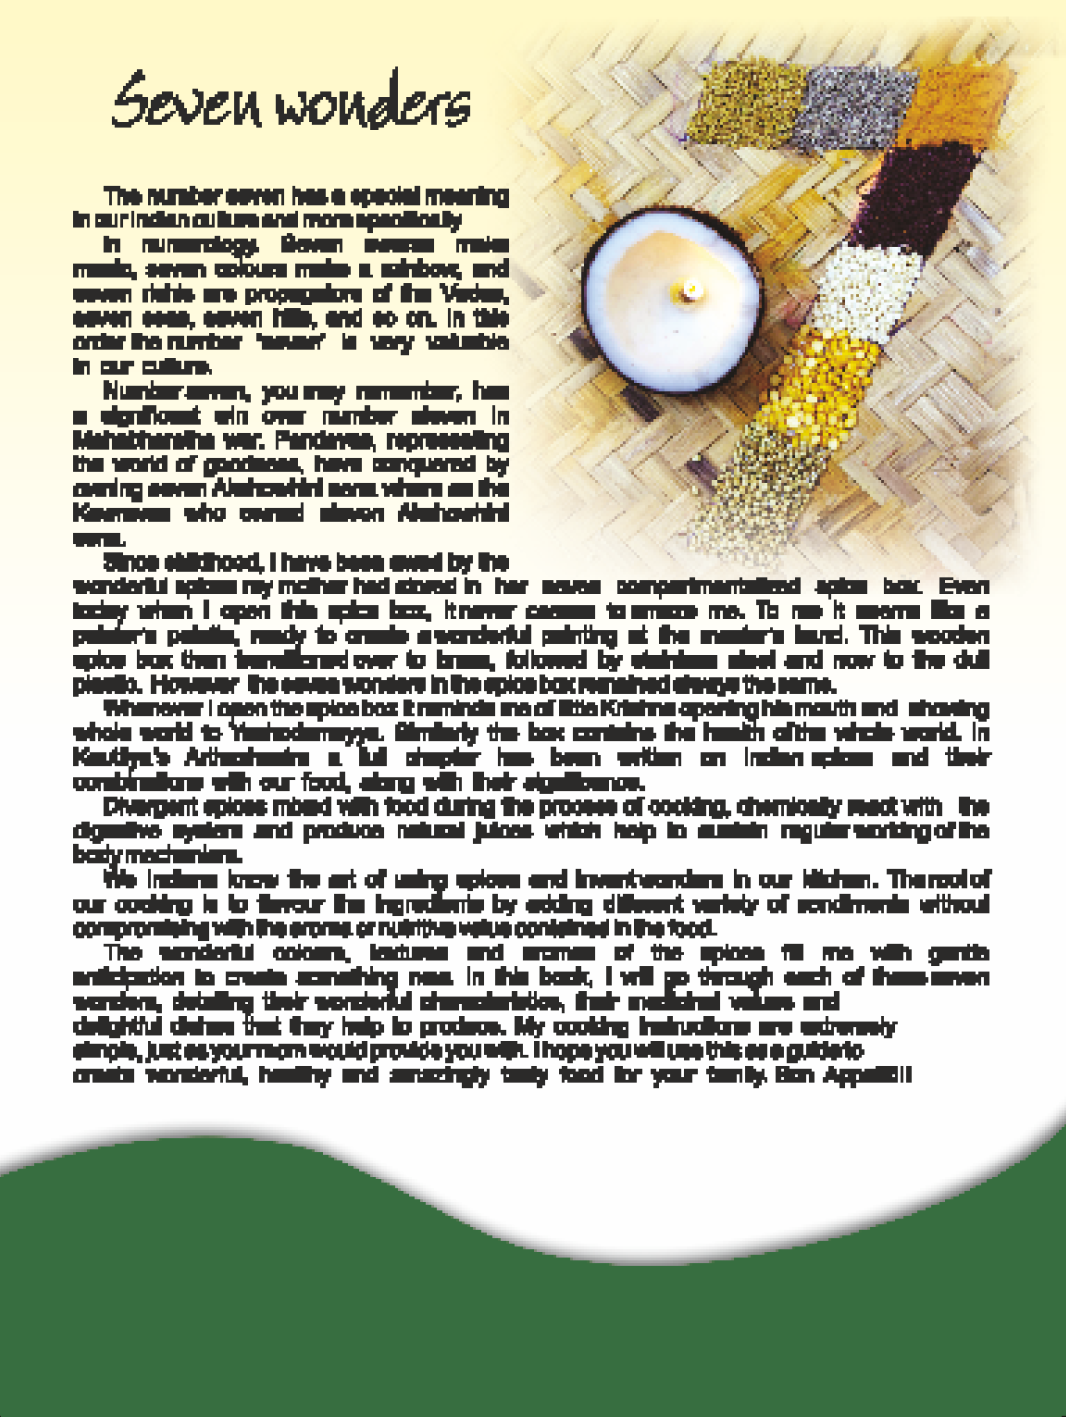 Seven wonders
The number seven has a special meaning
in our Indian culture and more specifically
in numerology. Seven swaras make
music, seven colours make a rainbow, and
seven rishis are propagators of the Vedas,
seven seas, seven hills, and so on. In this
order the number 'seven' is very valuable
in our culture.
Number seven, you may remember, has
a significant win over number eleven in
Mahabharatha war. Pandavas, representing
the world of goodness, have conquered by
owning seven Akshowhini sena where as the
Kauravas who owned eleven Akshowhini
sena.
Since childhood, I have been awed by the
wonderful spices my mother had stored in her seven compartmentalised spice box. Even
today when I open this spice box, it never ceases to amaze me. To me it seems like a
painter's palette, ready to create a wonderful painting at the master's hand. This wooden
spice box then transitioned over to brass, followed by stainless steel and now to the dull
plastic. However the seven wonders in the spice box remained always the same.
Whenever I open the spice box it reminds me of little Krishna opening his mouth and showing
whole world to Yashodamayya. Similarly the box contains the health of the whole world. In
Kautilya's Arthashastra a full chapter has been written on Indian spices and their
combinations with our food, along with their significance.
Divergent spices mixed with food during the process of cooking, chemically react with the
digestive system and produce natural juices which help to sustain regular working of the
body mechanism.
We Indians know the art of using spices and invent wonders in our kitchen. The root of
our cooking is to flavour the ingredients by adding different variety of condiments without
compromising with the aroma or nutritive value contained in the food.
The wonderful colours, textures and aromas of the spices fill me with gentle
anticipation to create something new. In this book, I will go through each of these seven
wonders, detailing their wonderful characteristics, their medicinal values and
delightful dishes that they help to produce. My cooking instructions are extremely
simple, just as your mom would provide you with. I hope you will use this as a guide to
create wonderful, healthy and amazingly tasty food for your family. Bon Appetit!!